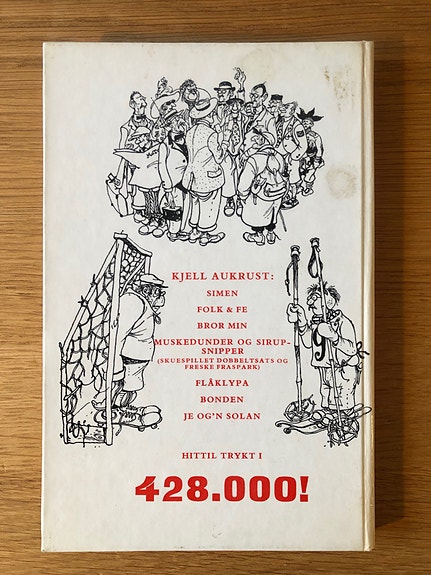 KJELL AUKRUST:
SIMEN
FOLK & FE
BROR MIN
MUSKEDUNDER OG SIRUP-
SNIPPER
(SKUESPILLET DOBBELTSATS OG
FRESKE FRASPARK)
FLÅKLYPA
BONDEN
JE OG'N SOLAN
HITTIL TRYKT I
428.000!